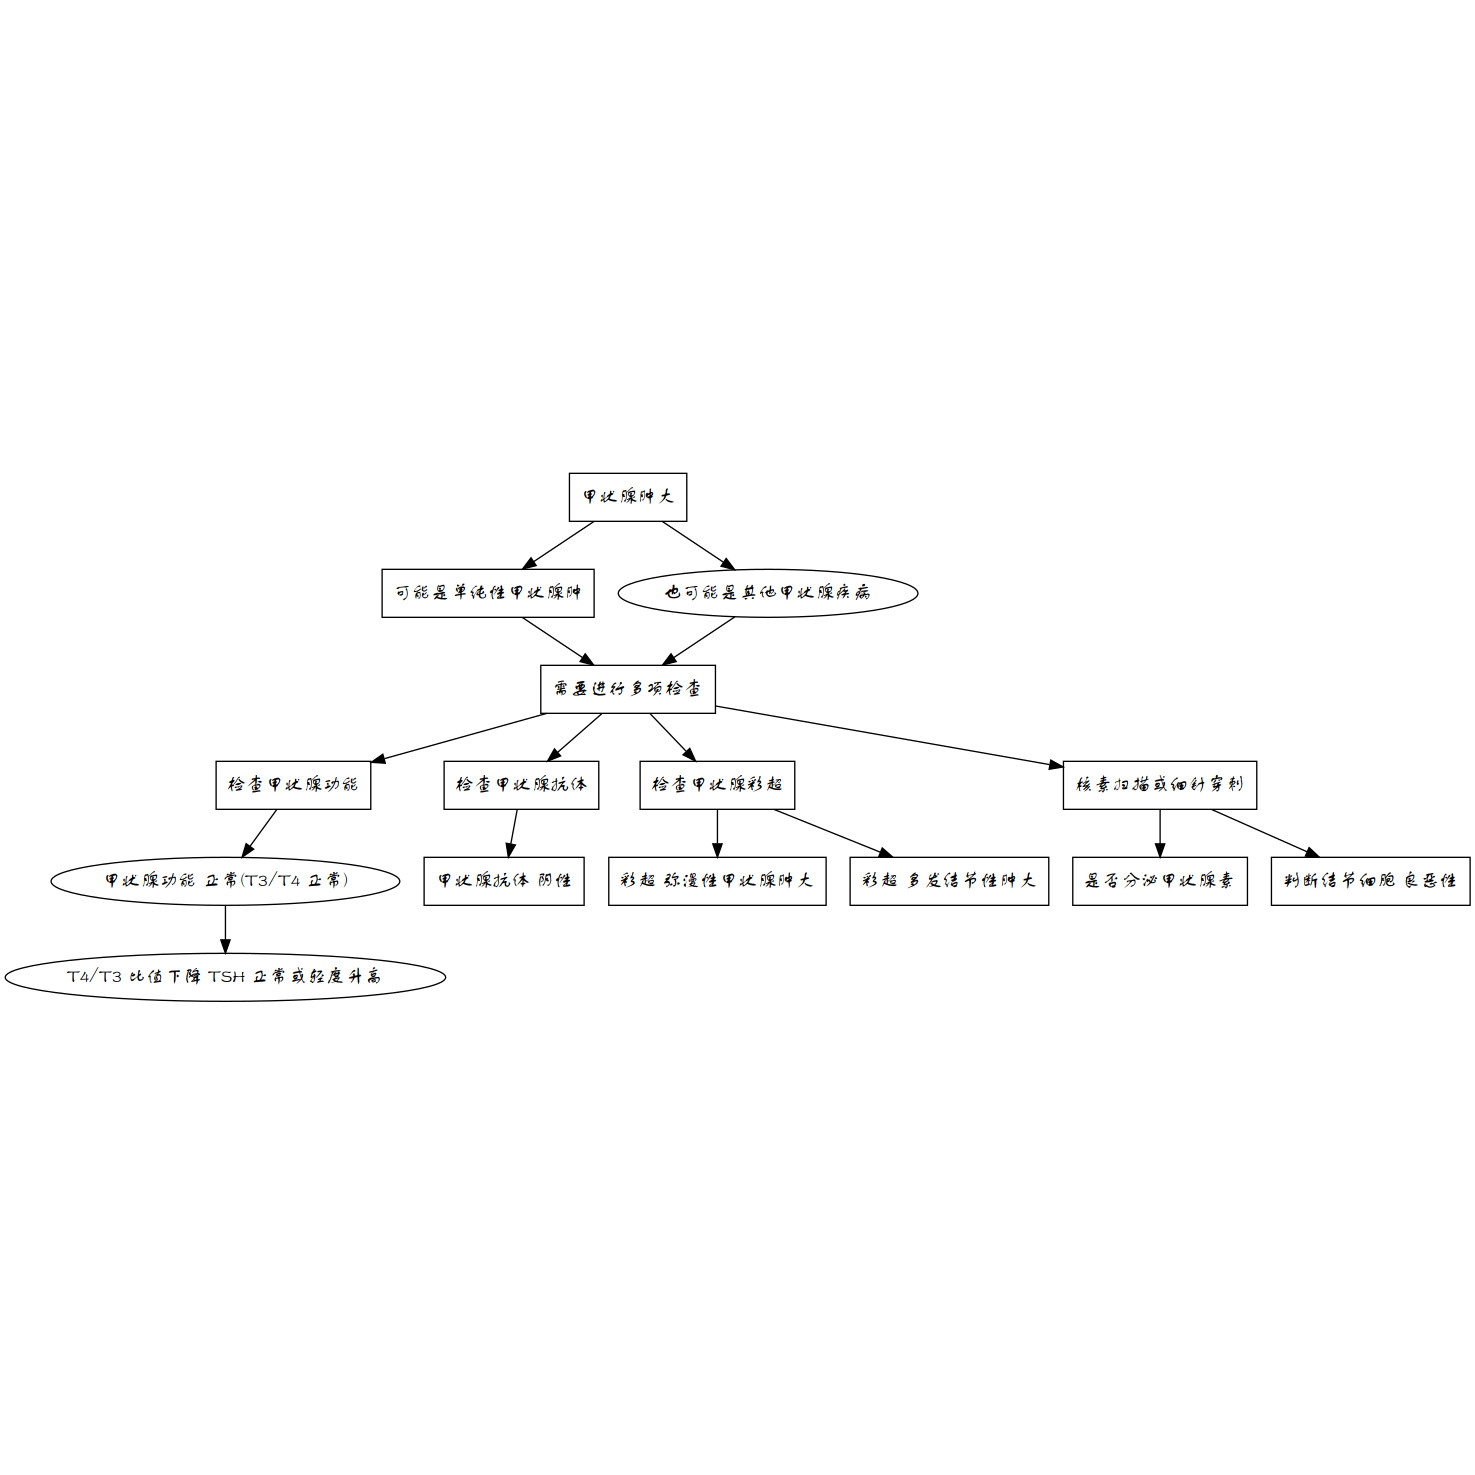 甲状腺肿大
可能是单纯性甲状腺肿
也可能是其他甲状腺疾病
需要进行多项检查
检查甲状腺功能
检查甲状腺抗体
检查甲状腺彩超
核素扫描或细针穿刺
甲状腺功能 正常(T3/T4 正常)
甲状腺抗体 阴性
彩超 弥漫性甲状腺肿大
彩超 多发结节性肿大
是否分泌甲状腺素
判断结节细胞 良恶性
T4/T3 比值下降 TSH 正常或轻度升高